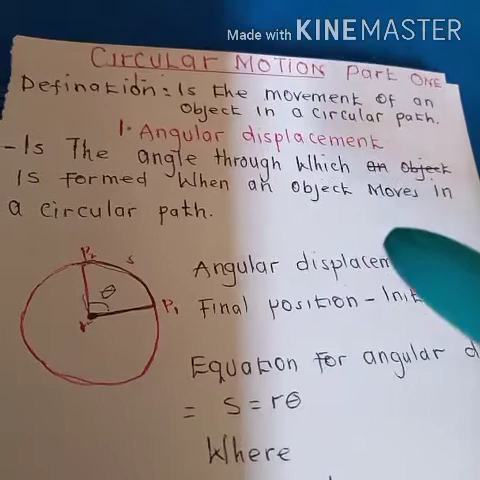 Made with KINEMASTER
CIRCULAR MOTION Part ONE
Defination:- Is the movement of an
object In a circular path.
1. Angular displacement
- Is The angle through which an object
Is formed when an object moves In
a circular path.
P2 S
θ
P1
r
Angular displacem
Final position - Init
Equation for angular d
= S = rθ
Where